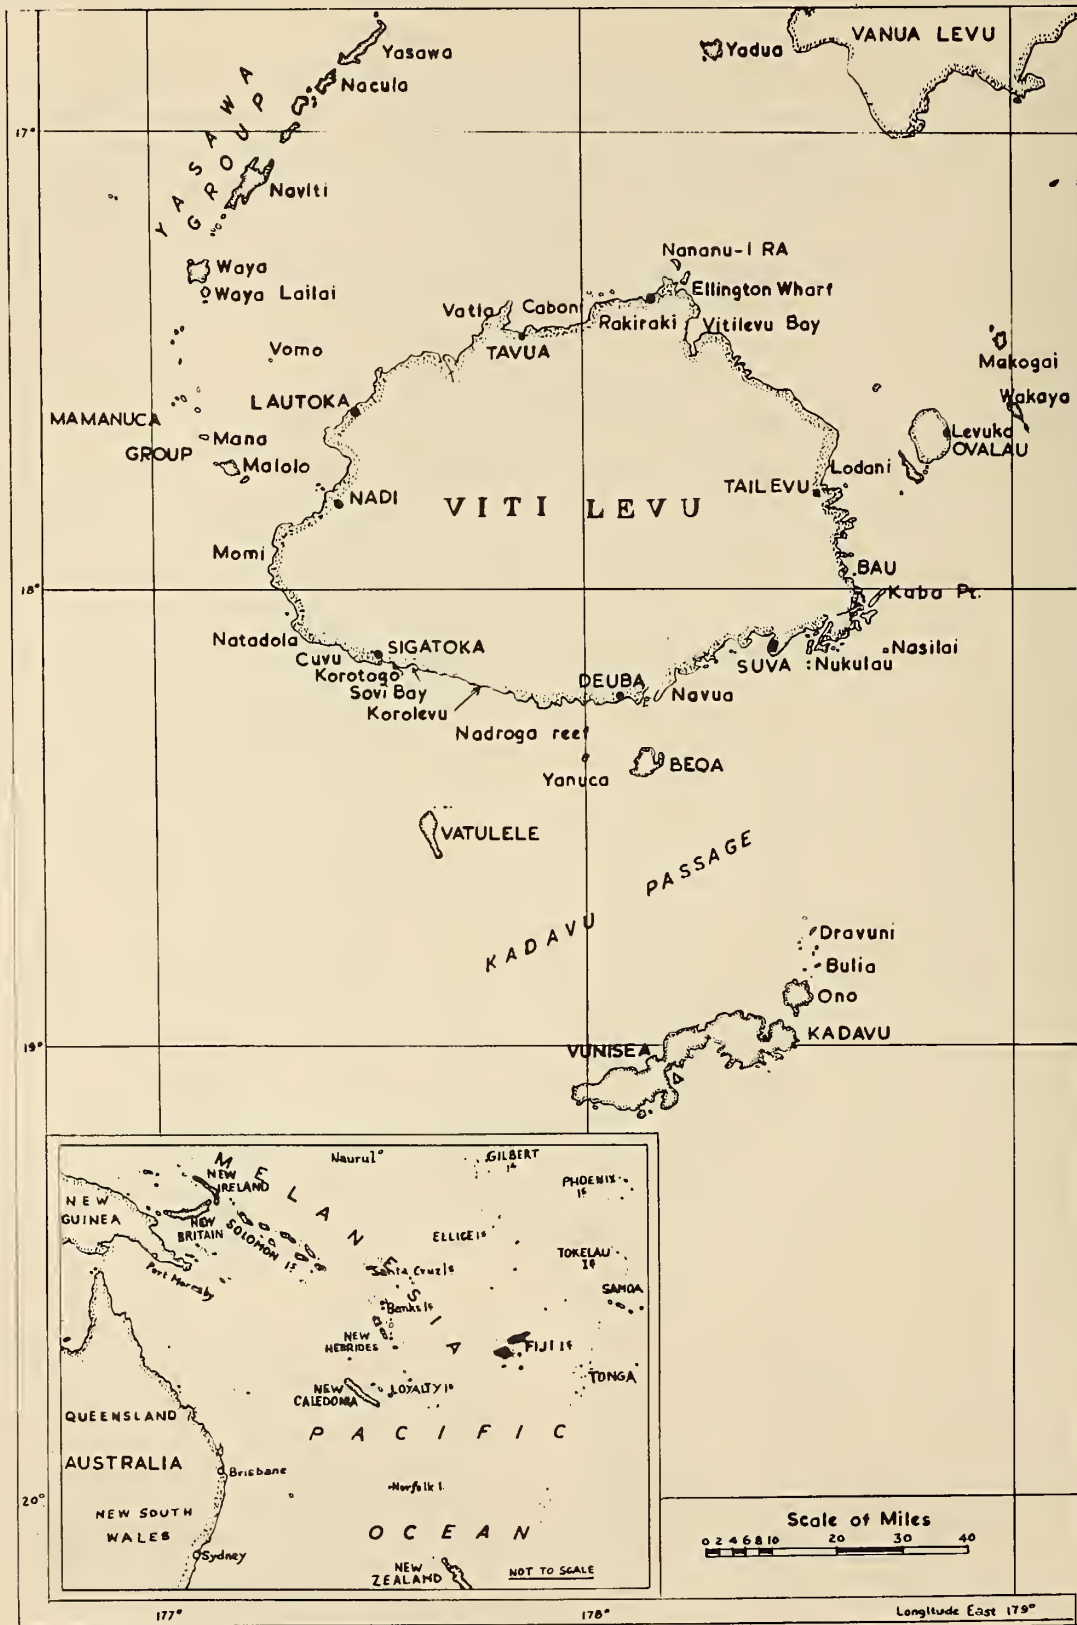 Yasawa
Nacula
YASAWA
GROUP
Naviti
Waya
Waya Lailai
Yadua
VANUA LEVU
17°
Nananu-I RA
Ellington Wharf
Vatia
Caboni
Rakiraki
Vitilevu Bay
TAVUA
Vomo
Makogai
Wakaya
LAUTOKA
MAMANUCA
GROUP
Mana
Malolo
Levuka
OVALAU
Lodani
TAILEVU
NADI
VITI LEVU
Momi
BAU
18°
Kaba Pt.
Natadola
SIGATOKA
Cuvu
Korotogo
Sovi Bay
Korolevu
SUVA
Nukulau
Nasilai
DEUBA
Navua
Nadroga reef
Yanuca
BEQA
VATULELE
KADAVU PASSAGE
Dravuni
Bulia
Ono
KADAVU
19°
VUNISEA
MELANESIA
Naurul
GILBERT
Is
PHOENIX
Is
NEW
IRELAND
NEW
GUINEA
NEW
BRITAIN
SOLOMON Is
Port Moresby
ELLICE Is
TOKELAU
Is
Santa Cruz Is
SAMOA
Banks Is
NEW
HEBRIDES
FIJI Is
NEW
CALEDONIA
LOYALTY Is
TONGA
QUEENSLAND
PACIFIC
AUSTRALIA
Brisbane
Norfolk I.
NEW SOUTH
WALES
OCEAN
Sydney
NEW
ZEALAND
NOT TO SCALE
20°
Scale of Miles
0 2 4 6 8 10 20 30 40
177°
178°
Longitude East 179°